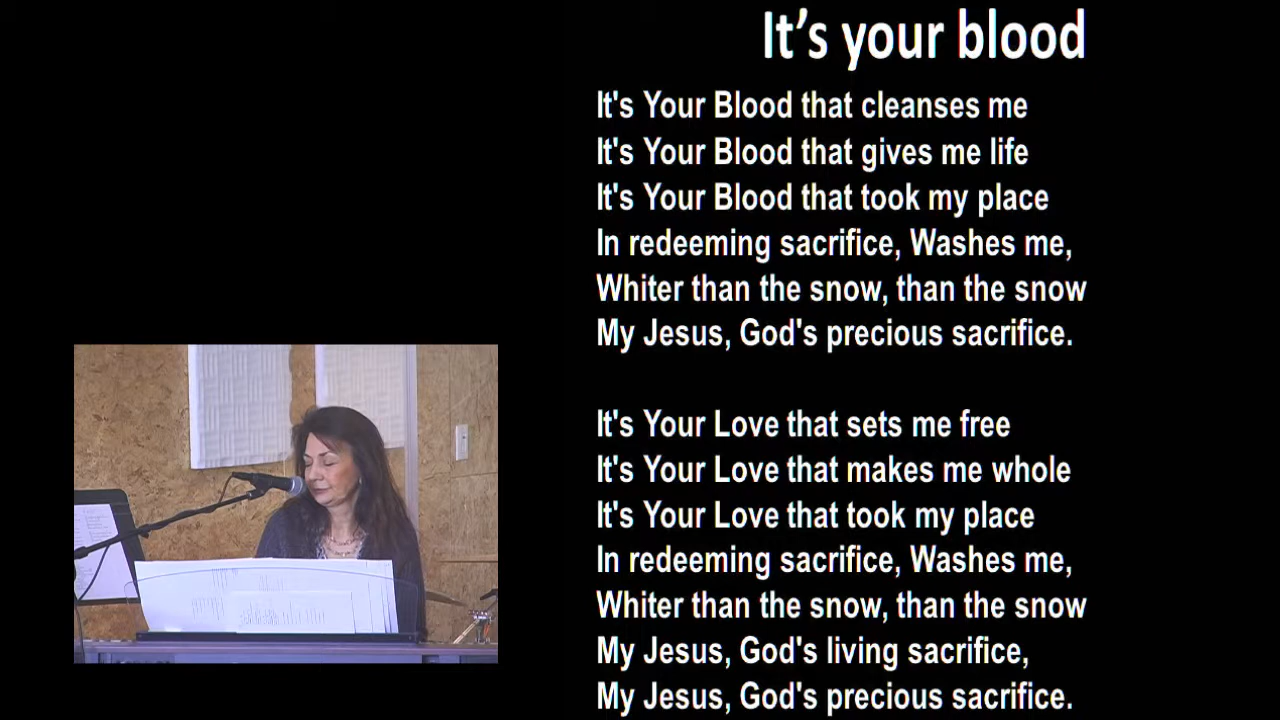 It's your blood
It's Your Blood that cleanses me
It's Your Blood that gives me life
It's Your Blood that took my place
In redeeming sacrifice, Washes me,
Whiter than the snow, than the snow
My Jesus, God's precious sacrifice.
It's Your Love that sets me free
It's Your Love that makes me whole
It's Your Love that took my place
In redeeming sacrifice, Washes me,
Whiter than the snow, than the snow
My Jesus, God's living sacrifice,
My Jesus, God's precious sacrifice.